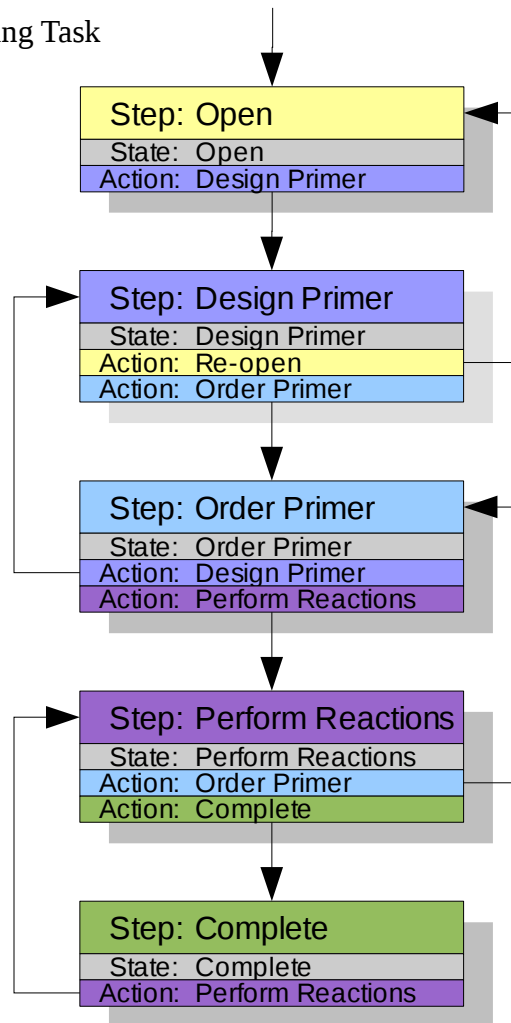 ng Task
Step: Open
State: Open
Action: Design Primer
Step: Design Primer
State: Design Primer
Action: Re-open
Action: Order Primer
Step: Order Primer
State: Order Primer
Action: Design Primer
Action: Perform Reactions
Step: Perform Reactions
State: Perform Reactions
Action: Order Primer
Action: Complete
Step: Complete
State: Complete
Action: Perform Reactions